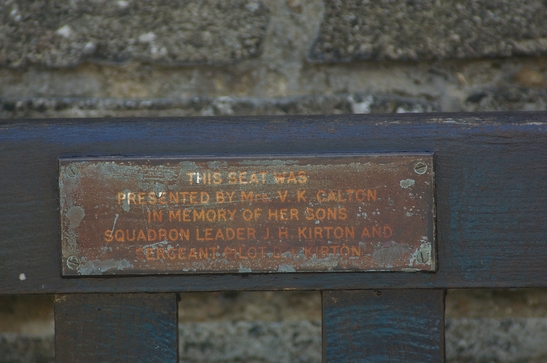 THIS SEAT WAS
PRESENTED BY Mrs. V. K. GALTON
IN MEMORY OF HER SONS
SQUADRON LEADER J. H. KIRTON AND
SERGEANT PILOT KIRTON